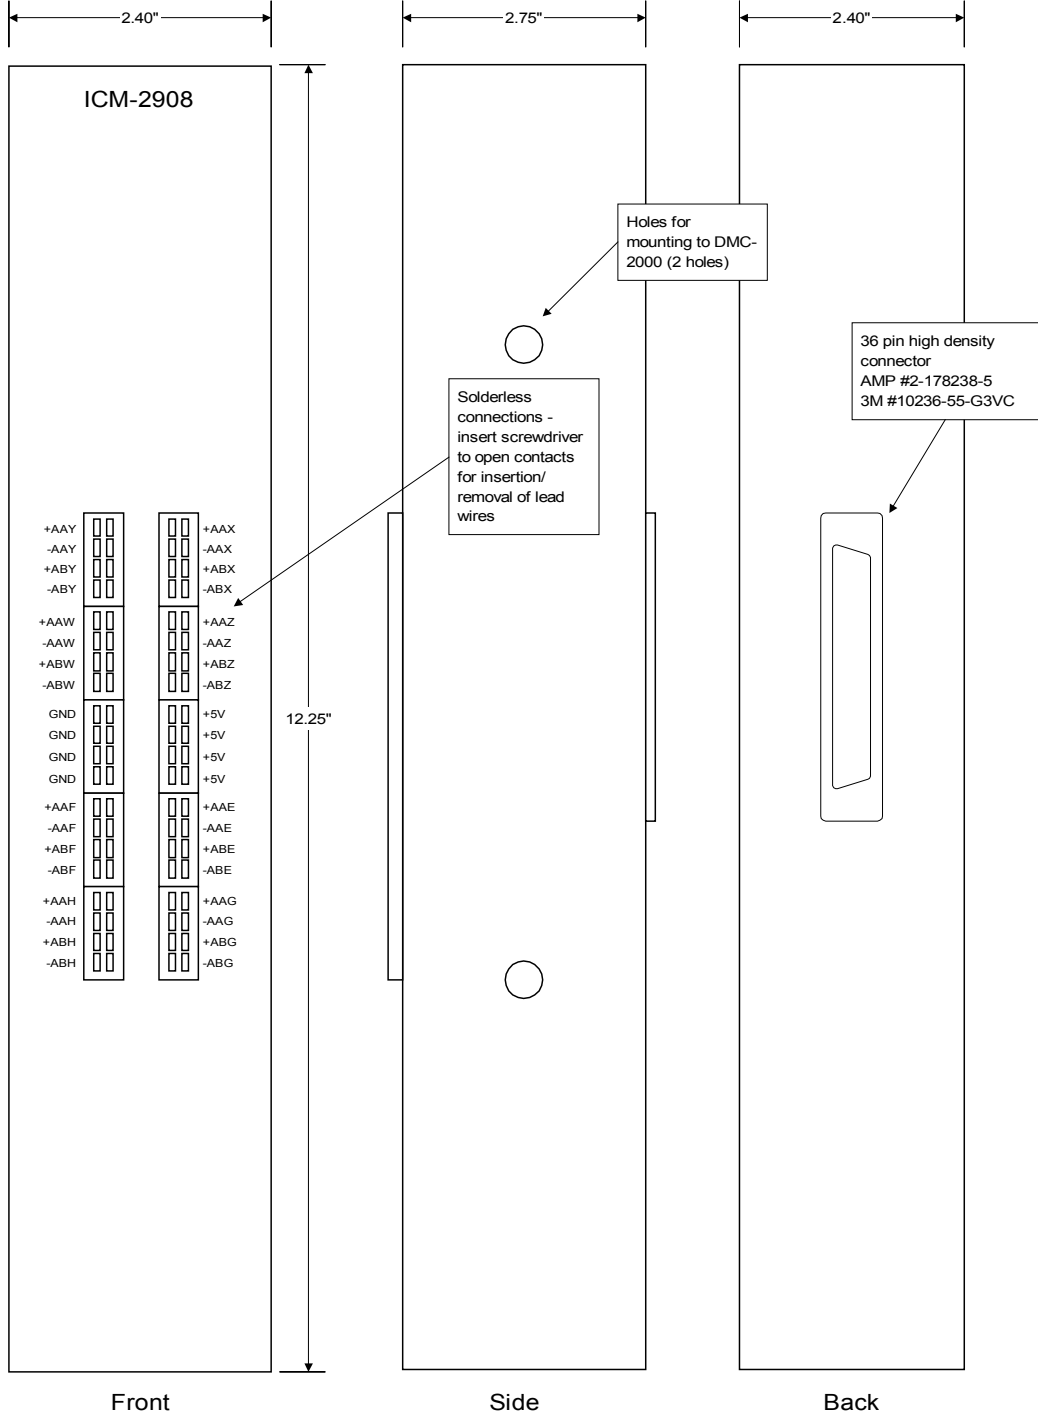 2.40"
2.75"
2.40"
ICM-2908
Holes for
mounting to DMC-
2000 (2 holes)
36 pin high density
connector
AMP #2-178238-5
3M #10236-55-G3VC
Solderless
connections -
insert screwdriver
to open contacts
for insertion/
removal of lead
wires
+AAY +AAX
-AAY -AAX
+ABY +ABX
-ABY -ABX
+AAW +AAZ
-AAW -AAZ
+ABW +ABZ
-ABW -ABZ
GND +5V
GND +5V
GND +5V
GND +5V
12.25"
+AAF +AAE
-AAF -AAE
+ABF +ABE
-ABF -ABE
+AAH +AAG
-AAH -AAG
+ABH +ABG
-ABH -ABG
Front
Side
Back